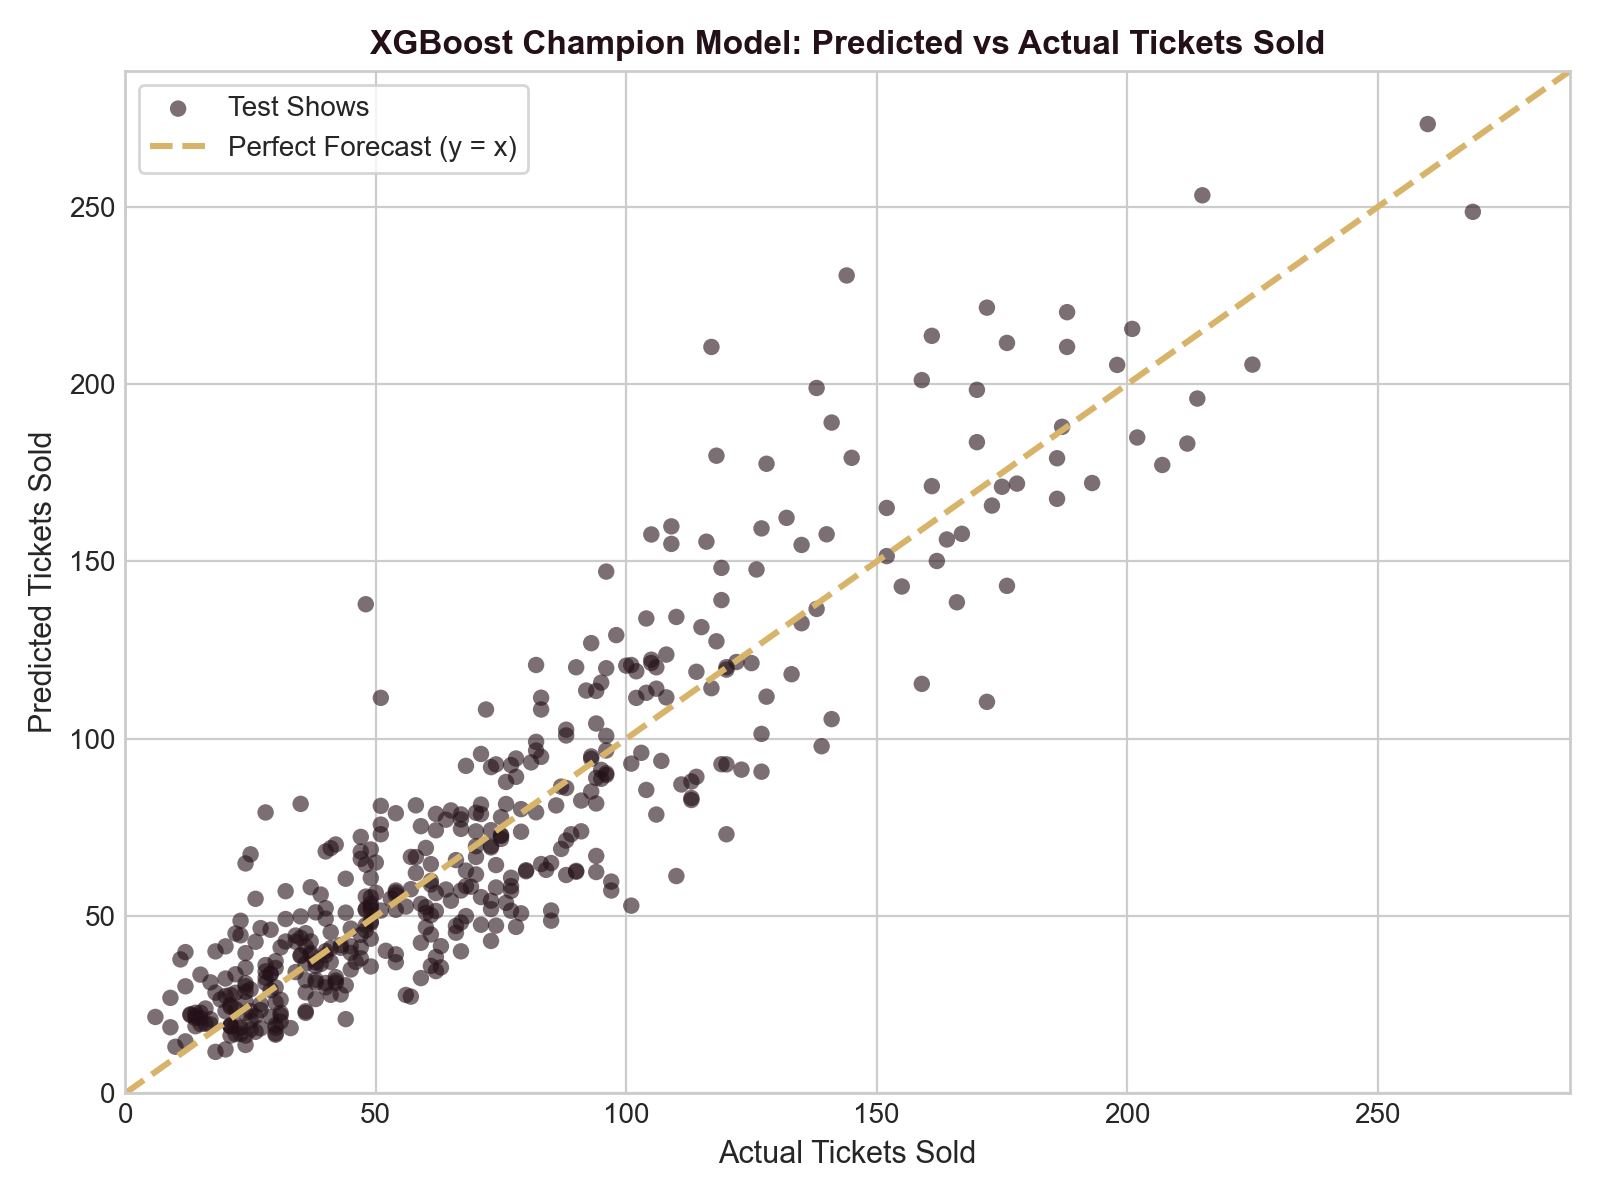 XGBoost Champion Model: Predicted vs Actual Tickets Sold
Test Shows
Perfect Forecast (y = x)
Predicted Tickets Sold
250
200
150
100
50
0
0 50 100 150 200 250
Actual Tickets Sold